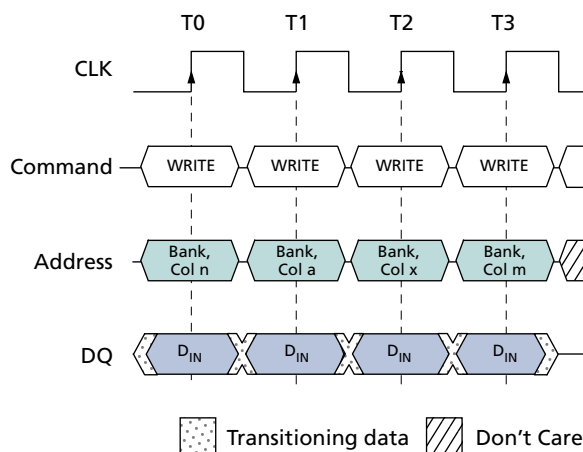 T0 T1 T2 T3
CLK
Command WRITE WRITE WRITE WRITE
Address Bank, Col n Bank, Col a Bank, Col x Bank, Col m
DQ DIN DIN DIN DIN
Transitioning data Don't Care